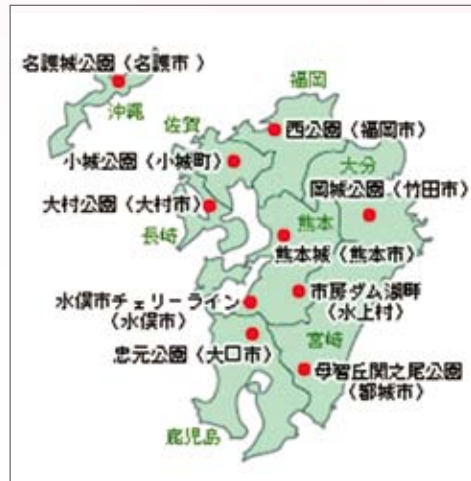 名護城公園（名護市）
福岡
沖縄
佐賀
西公園（福岡市）
小城公園（小城町）
大分
岡城公園（竹田市）
大村公園（大村市）
熊本
長崎
熊本城（熊本市）
水俣市チェリーライン
（水俣市）
市房ダム湖畔
（水上村）
忠元公園（大口市）
宮崎
母智丘関之尾公園
（都城市）
鹿児島